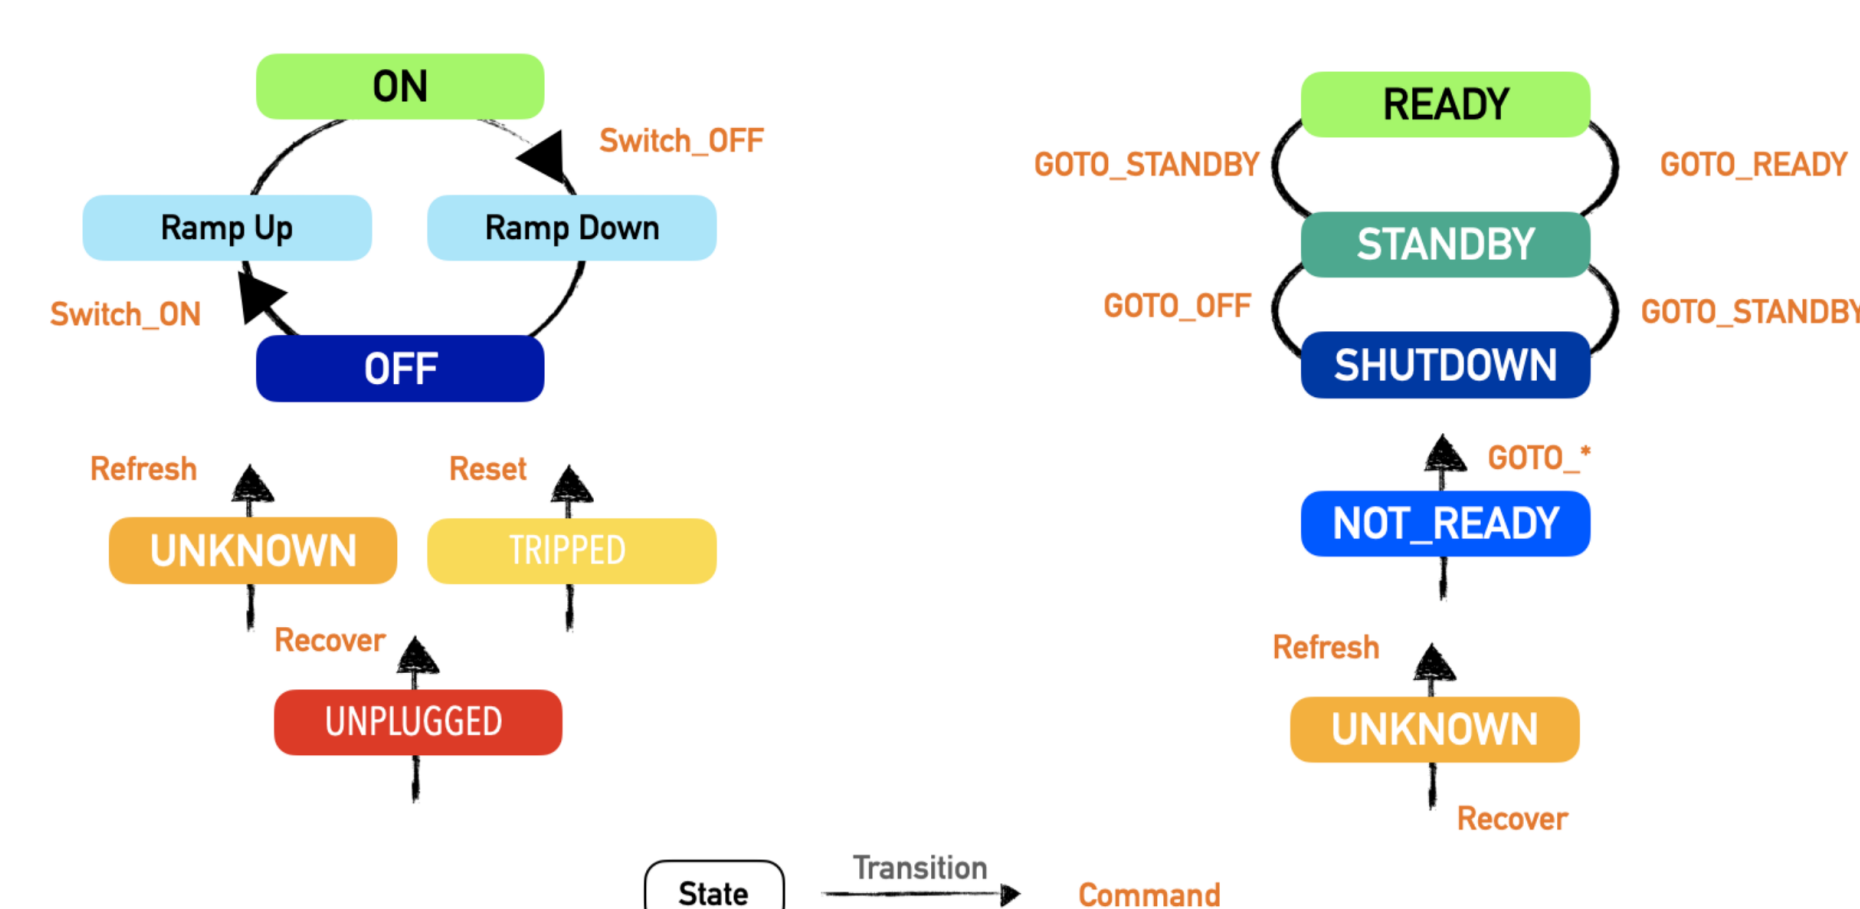 ON
Switch_OFF
Ramp Up
Ramp Down
Switch_ON
OFF
Refresh
Reset
UNKNOWN
TRIPPED
Recover
UNPLUGGED
READY
GOTO_STANDBY
GOTO_READY
STANDBY
GOTO_OFF
GOTO_STANDBY
SHUTDOWN
GOTO_*
NOT_READY
Refresh
UNKNOWN
Recover
State
Transition
Command